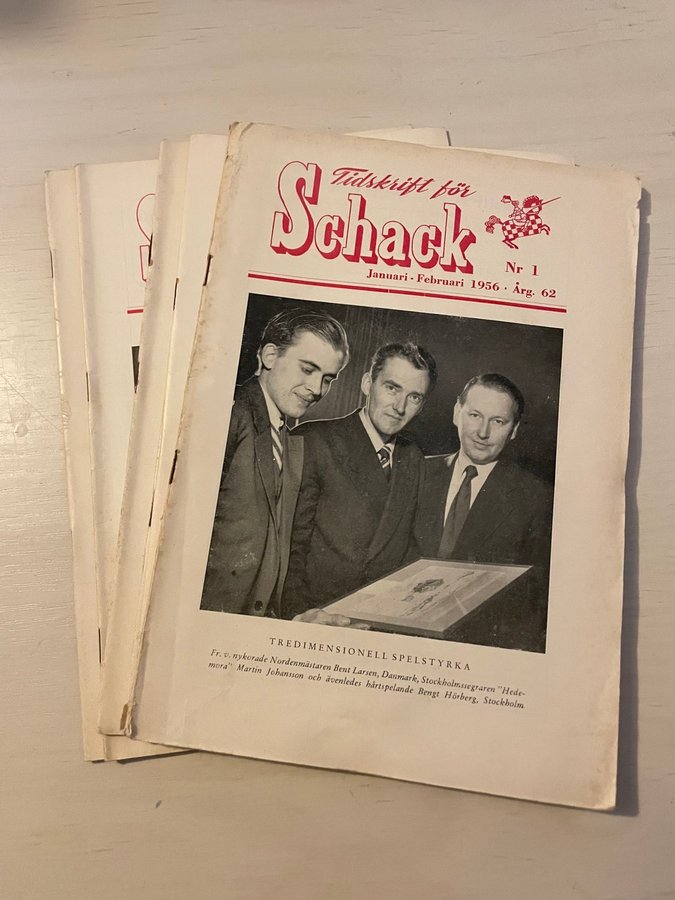 Tidskrift för
Schack
Nr 1
Januari - Februari 1956 · Årg. 62
TREDIMENSIONELL SPELSTYRKA
Fr. v. nykorade Nordenmästaren Bent Larsen, Danmark, Stockholmssegraren "Hede-
mora" Martin Johansson och ävenledes hårtspelande Bengt Hörberg, Stockholm